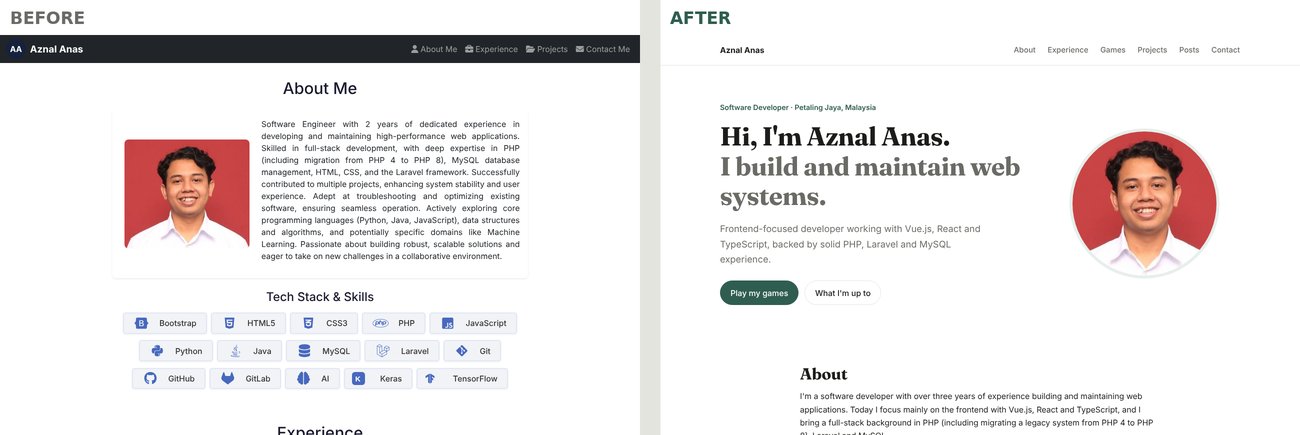 BEFORE
AA Aznal Anas About Me Experience Projects Contact Me
About Me
Software Engineer with 2 years of dedicated experience in
developing and maintaining high-performance web applications.
Skilled in full-stack development, with deep expertise in PHP
(including migration from PHP 4 to PHP 8), MySQL database
management, HTML, CSS, and the Laravel framework. Successfully
contributed to multiple projects, enhancing system stability and user
experience. Adept at troubleshooting and optimizing existing
software, ensuring seamless operation. Actively exploring core
programming languages (Python, Java, JavaScript), data structures
and algorithms, and potentially specific domains like Machine
Learning. Passionate about building robust, scalable solutions and
eager to take on new challenges in a collaborative environment.
Tech Stack & Skills
Bootstrap HTML5 CSS3 php PHP JS JavaScript
Python Java MySQL Laravel Git
GitHub GitLab AI K Keras TensorFlow
Experience
AFTER
Aznal Anas About Experience Games Projects Posts Contact
Software Developer · Petaling Jaya, Malaysia
Hi, I'm Aznal Anas.
I build and maintain web
systems.
Frontend-focused developer working with Vue.js, React and
TypeScript, backed by solid PHP, Laravel and MySQL
experience.
Play my games What I'm up to
About
I'm a software developer with over three years of experience building and maintaining web
applications. Today I focus mainly on the frontend with Vue.js, React and TypeScript, and I
bring a full-stack background in PHP (including migrating a legacy system from PHP 4 to PHP
8), Laravel and MySQL.